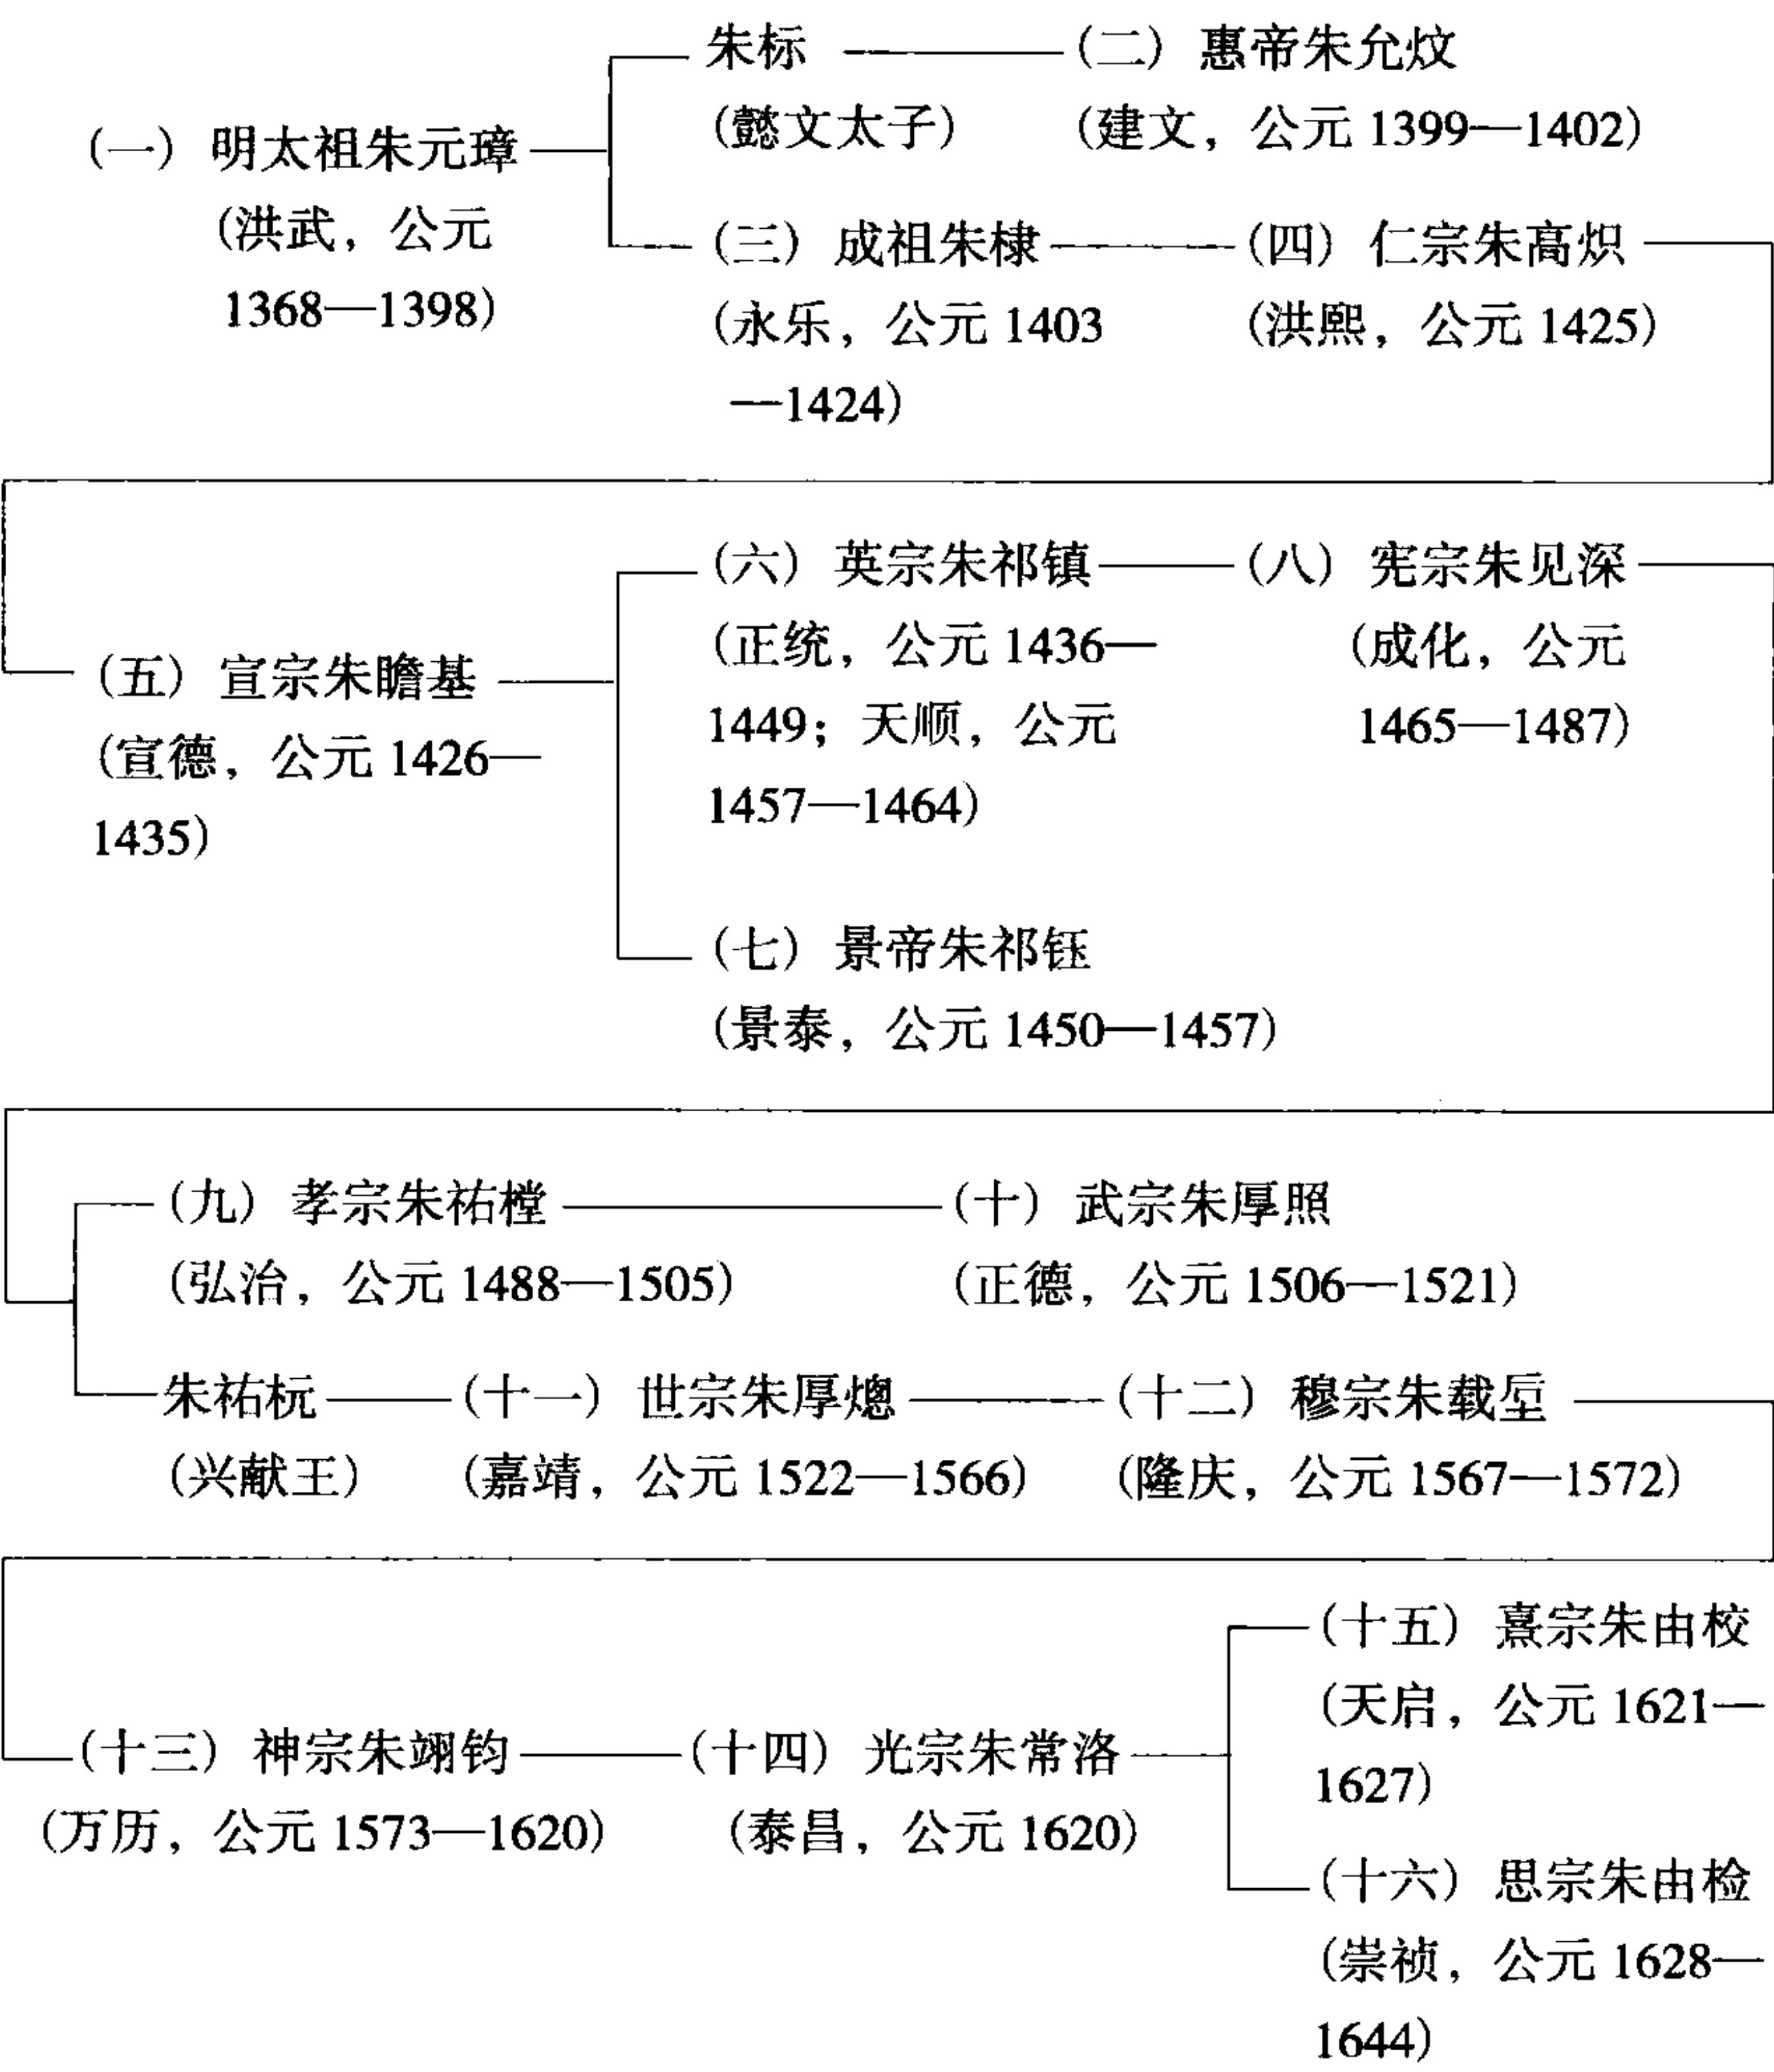 朱标 (二) 惠帝朱允炆
(懿文太子) (建文，公元 1399—1402)
(一) 明太祖朱元璋
(洪武，公元
1368—1398)
(三) 成祖朱棣 (四) 仁宗朱高炽
(永乐，公元 1403 (洪熙，公元 1425)
—1424)
(五) 宣宗朱瞻基
(宣德，公元 1426—
1435)
(六) 英宗朱祁镇 (八) 宪宗朱见深
(正统，公元 1436— (成化，公元
1449；天顺，公元 1465—1487)
1457—1464)
(七) 景帝朱祁钰
(景泰，公元 1450—1457)
(九) 孝宗朱祐樘 (十) 武宗朱厚照
(弘治，公元 1488—1505) (正德，公元 1506—1521)
朱祐杬 (十一) 世宗朱厚熜 (十二) 穆宗朱载垕
(兴献王) (嘉靖，公元 1522—1566) (隆庆，公元 1567—1572)
(十三) 神宗朱翊钧 (十四) 光宗朱常洛
(万历，公元 1573—1620) (泰昌，公元 1620)
(十五) 熹宗朱由校
(天启，公元 1621—
1627)
(十六) 思宗朱由检
(崇祯，公元 1628—
1644)